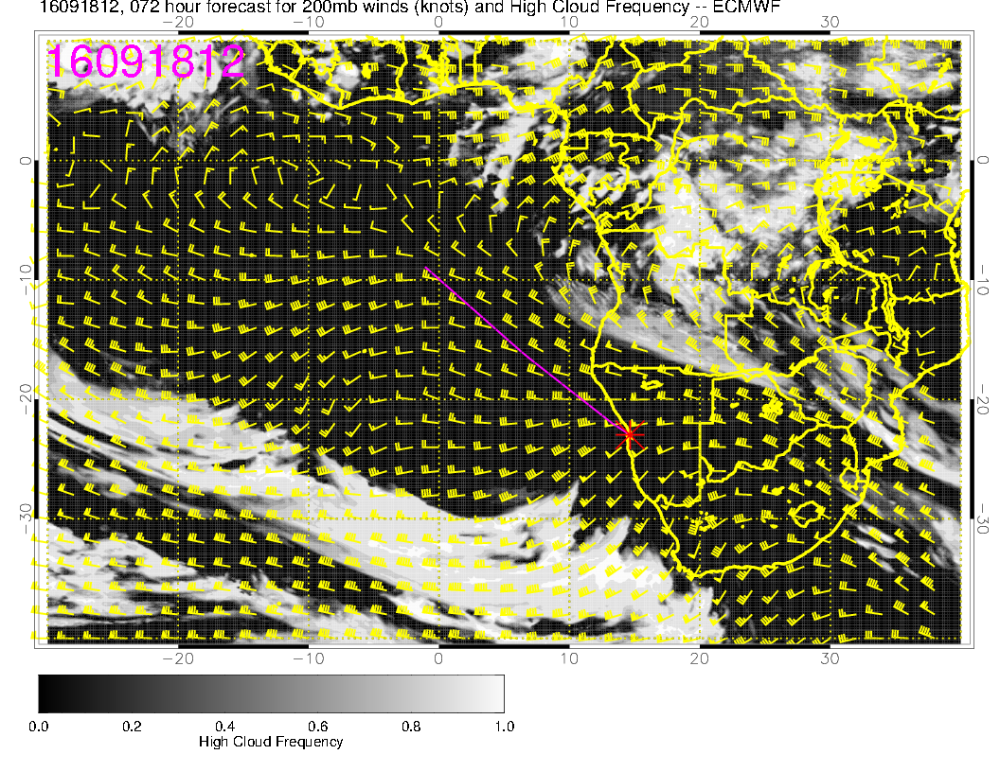 16091812, 072 hour forecast for 200mb winds (knots) and High Cloud Frequency -- ECMWF
−20 −10 0 10 20 30
16091812
0 0
−10 −10
−20 −20
−30 −30
−20 −10 0 10 20 30
0.0 0.2 0.4 0.6 0.8 1.0
High Cloud Frequency